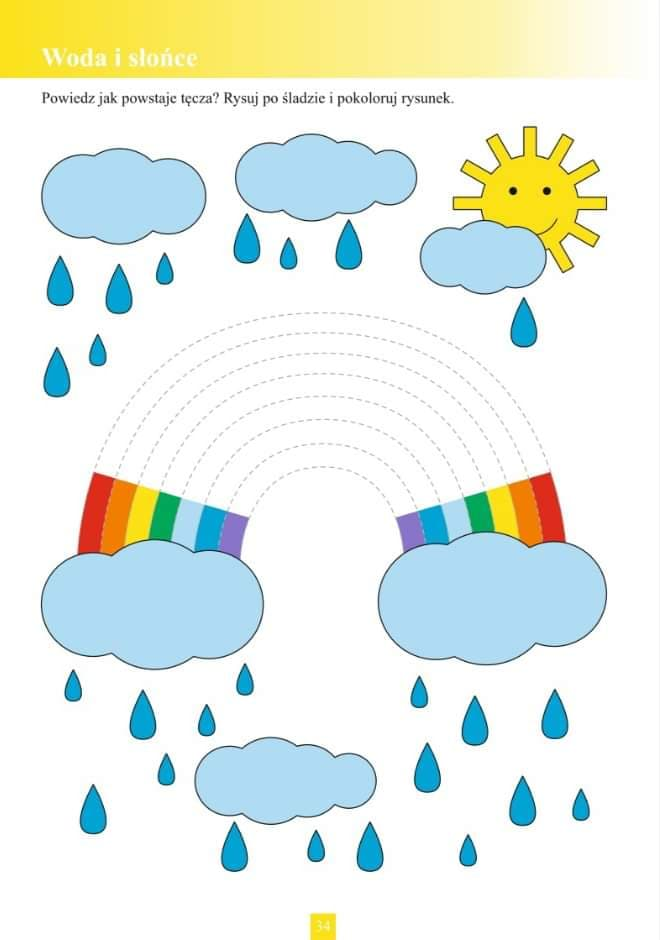 Woda i słońce
Powiedz jak powstaje tęcza? Rysuj po śladzie i pokoloruj rysunek.
34